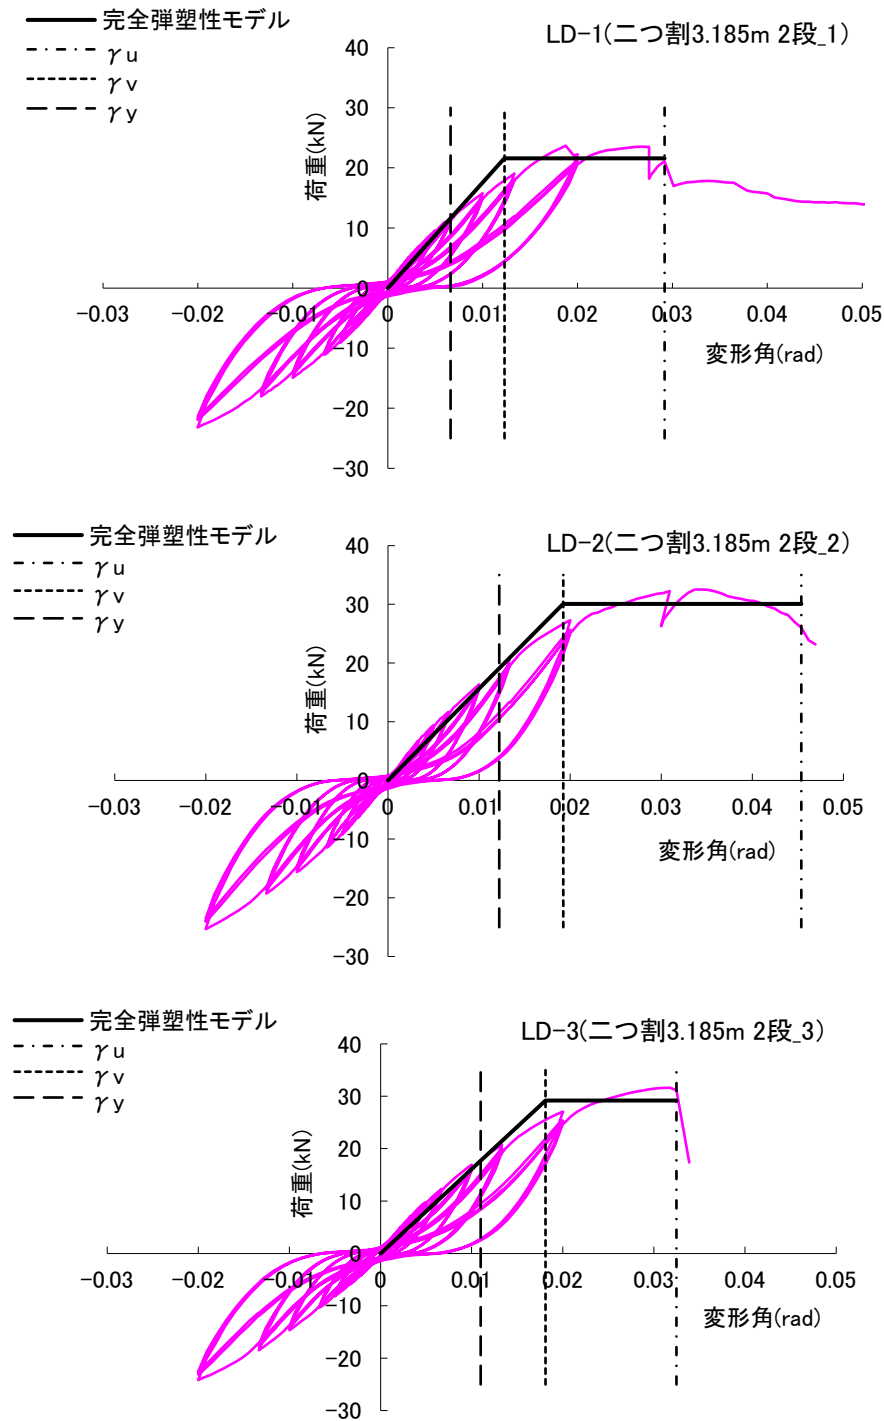 完全弾塑性モデル
γu
γv
γy
LD-1(二つ割3.185m 2段_1)
荷重(kN)
40
30
20
10
0
-10
-20
-30
-0.03 -0.02 -0.01 0 0.01 0.02 0.03 0.04 0.05
変形角(rad)
完全弾塑性モデル
γu
γv
γy
LD-2(二つ割3.185m 2段_2)
荷重(kN)
40
30
20
10
0
-10
-20
-30
-0.03 -0.02 -0.01 0 0.01 0.02 0.03 0.04 0.05
変形角(rad)
完全弾塑性モデル
γu
γv
γy
LD-3(二つ割3.185m 2段_3)
荷重(kN)
40
30
20
10
0
-10
-20
-30
-0.03 -0.02 -0.01 0 0.01 0.02 0.03 0.04 0.05
変形角(rad)